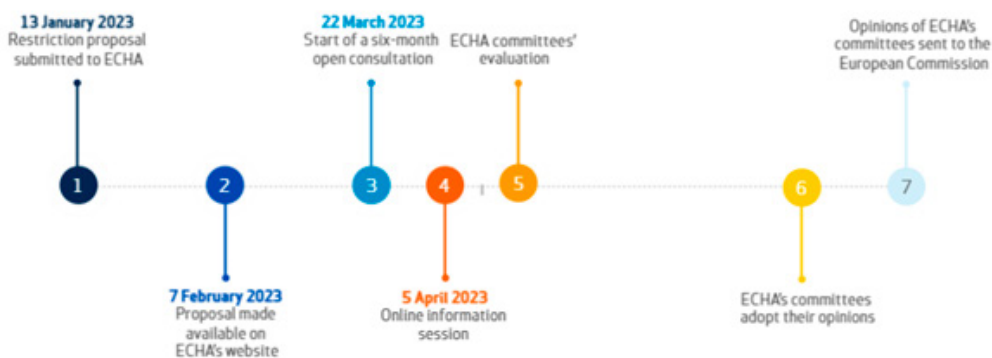 13 January 2023
Restriction proposal
submitted to ECHA
22 March 2023
Start of a six-month
open consultation
ECHA committees'
evaluation
Opinions of ECHA's
committees sent to the
European Commission
1
2
3
4
5
6
7
7 February 2023
Proposal made
available on
ECHA's website
5 April 2023
Online information
session
ECHA's committees
adopt their opinions